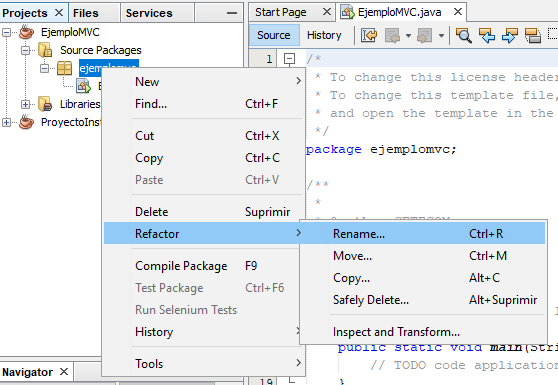 Projects × Files Services
EjemploMVC
Source Packages
ejemplomvc
Libraries
ProyectoInst
Navigator ×
New
Find... Ctrl+F
Cut Ctrl+X
Copy Ctrl+C
Paste Ctrl+V
Delete Suprimir
Refactor
Compile Package F9
Test Package Ctrl+F6
Run Selenium Tests
History
Tools
Rename... Ctrl+R
Move... Ctrl+M
Copy... Alt+C
Safely Delete... Alt+Suprimir
Inspect and Transform...
Start Page × EjemploMVC.java ×
Source History
1 /*
* To change this license header
* To change this template file,
* and open the template in the
*/
package ejemplomvc;
/**
*
public static void main(Stri
// TODO code application
19 }